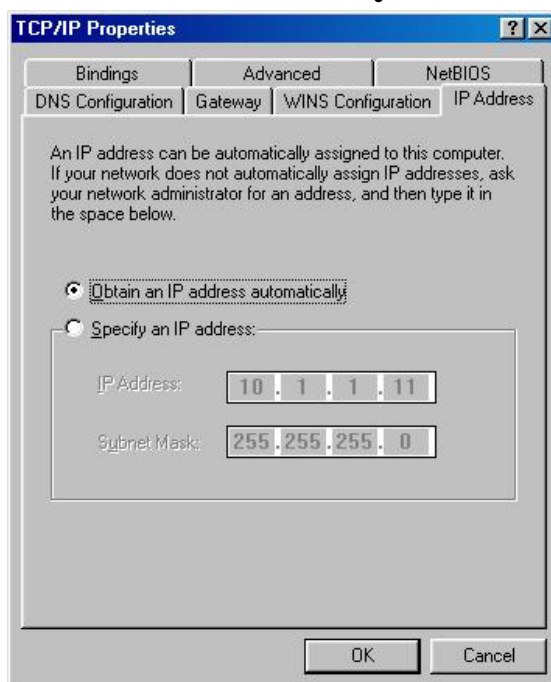 TCP/IP Properties
? ×
Bindings Advanced NetBIOS
DNS Configuration Gateway WINS Configuration IP Address
An IP address can be automatically assigned to this computer.
If your network does not automatically assign IP addresses, ask
your network administrator for an address, and then type it in
the space below.
Obtain an IP address automatically
Specify an IP address:
IP Address: 10 . 1 . 1 . 11
Subnet Mask: 255 . 255 . 255 . 0
OK Cancel